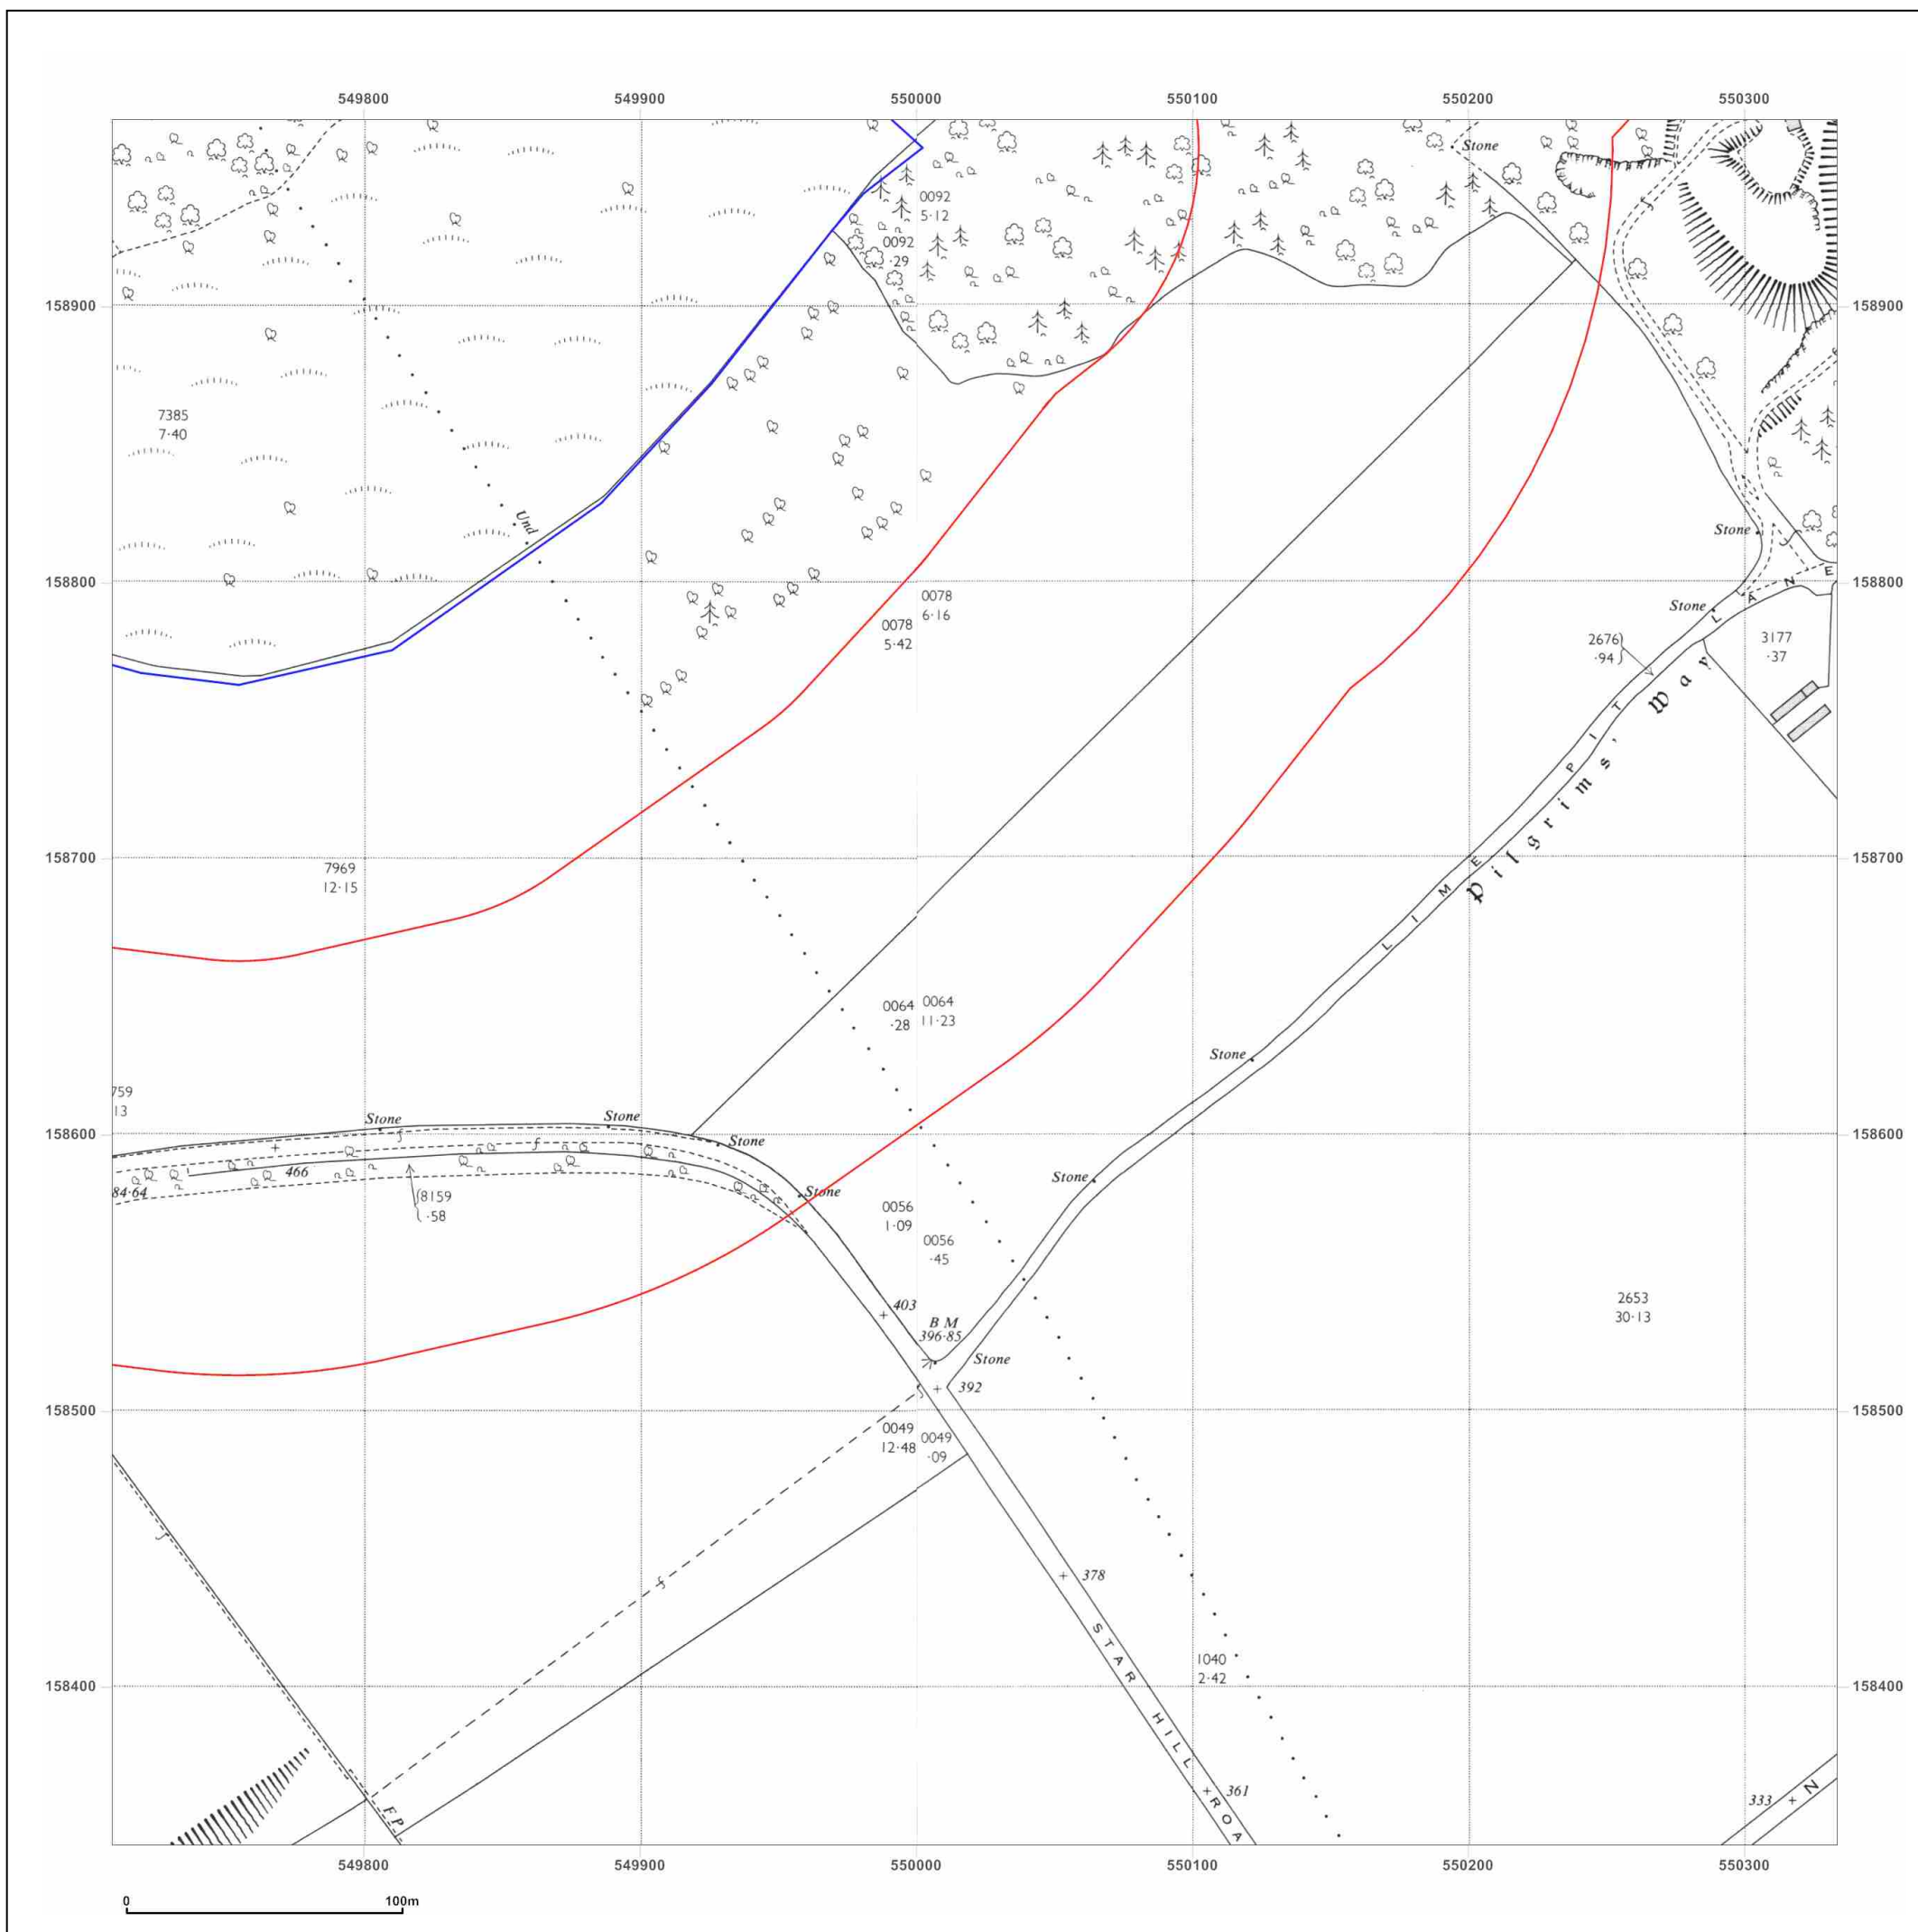 549800 549900 550000 550100 550200 550300
158900 158900
158800 158800
158700 158700
158600 158600
158500 158500
158400 158400
549800 549900 550000 550100 550200 550300
Stone
0092
5·12
0092
·29
7385
7·40
Und
Stone
Stone
0078
6·16
0078
5·42
2676
·94
3177
·37
LIME PIT LANE
Pilgrims' Way
7969
12·15
0064
·28
0064
11·23
Stone
759
13
Stone
Stone
Stone
466
84·64
8159
·58
Stone
Stone
0056
1·09
0056
·45
403
B M
396·85
Stone
392
2653
30·13
0049
12·48
0049
·09
378
STAR HILL ROA
1040
2·42
361
F P
333
N
0 100m